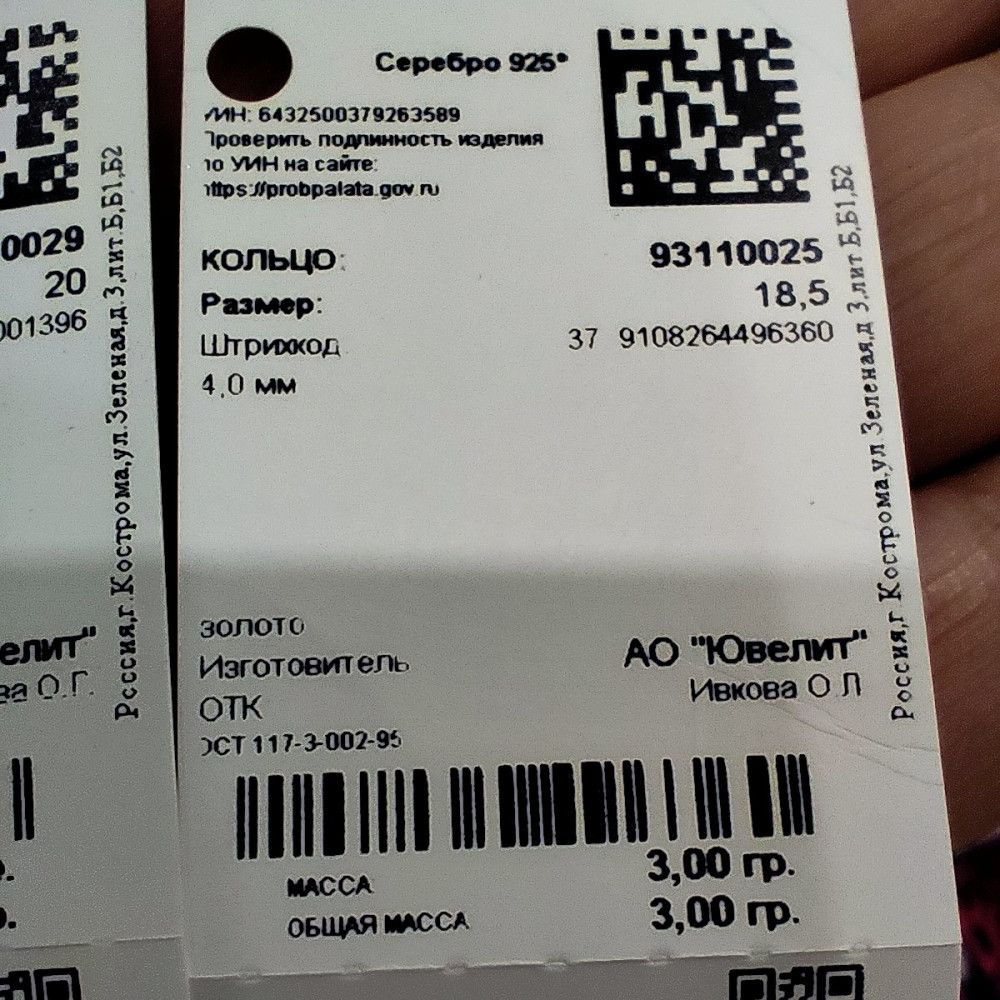 Серебро 925*
УИН: 6432500379263589
Проверить подлинность изделия
по УИН на сайте:
https://probpalata.gov.ru
КОЛЬЦО: 93110025
Размер: 18,5
Штрихкод 37 9108264496360
4,0 мм
золото
Изготовитель АО "Ювелит"
ОТК Ивкова О Л
ОСТ 117-3-002-95
МАССА 3,00 гр.
ОБЩАЯ МАССА 3,00 гр.
Россия,г.Кострома,ул.Зеленая,д 3,лит Б,Б1,Б2
0029
20
001396
елит"
ва О.Г.
Россия,г.Кострома,ул.Зеленая,д.3,лит.Б,Б1,Б2